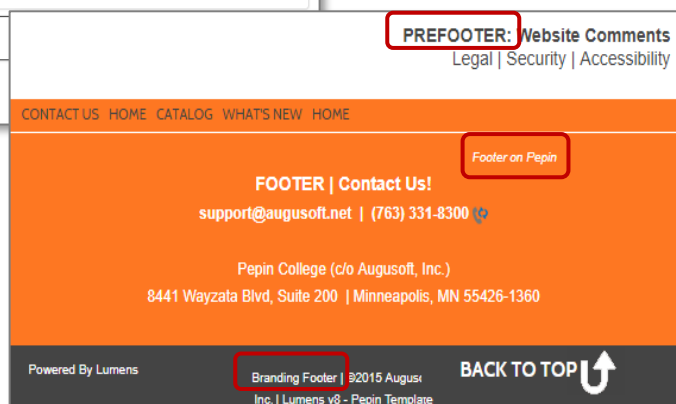 PREFOOTER: Website Comments
Legal | Security | Accessibility
CONTACT US HOME CATALOG WHAT'S NEW HOME
Footer on Pepin
FOOTER | Contact Us!
support@augusoft.net | (763) 331-8300
Pepin College (c/o Augusoft, Inc.)
8441 Wayzata Blvd, Suite 200 | Minneapolis, MN 55426-1360
Powered By Lumens
Branding Footer | ©2015
Inc. | Lumens v8 - Pepin Template
BACK TO TOP